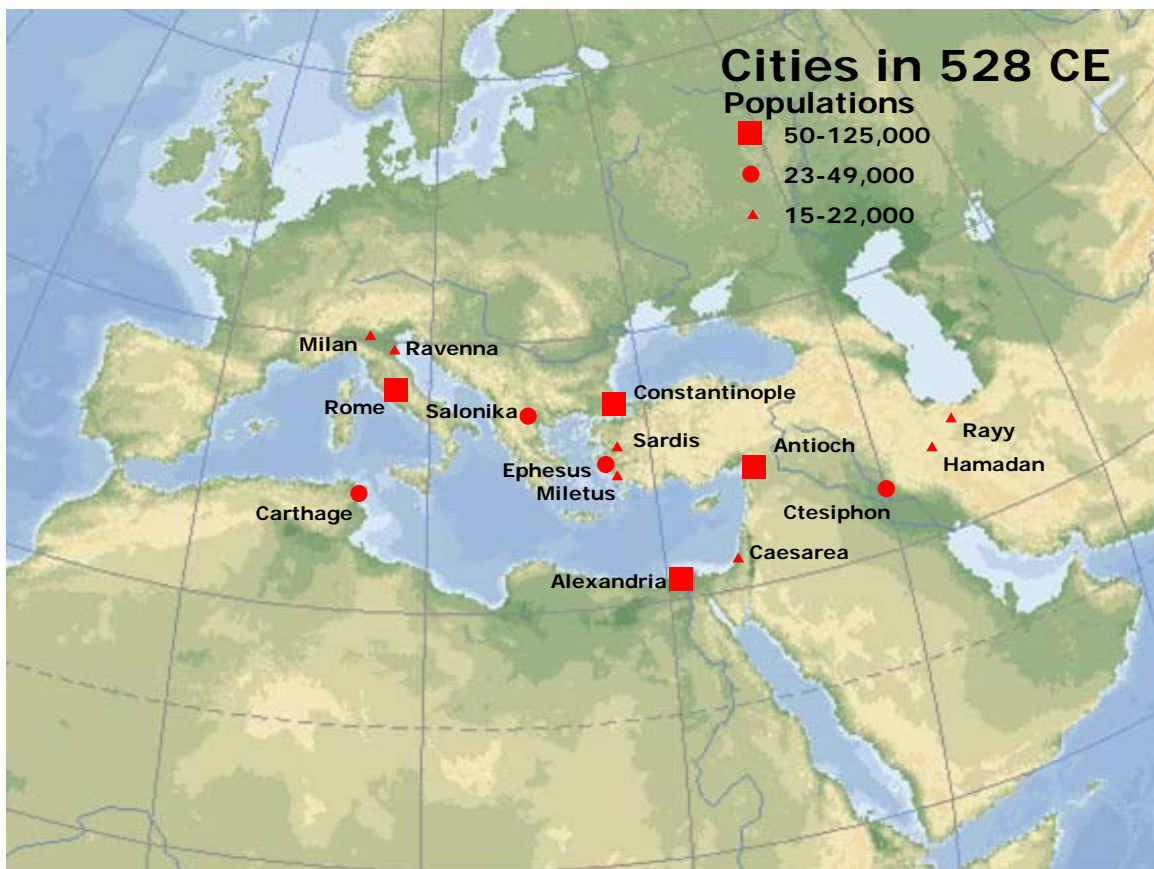 Cities in 528 CE
Populations
50-125,000
23-49,000
15-22,000
Milan
Ravenna
Rome
Salonika
Constantinople
Sardis
Antioch
Rayy
Hamadan
Ephesus
Miletus
Carthage
Ctesiphon
Caesarea
Alexandria